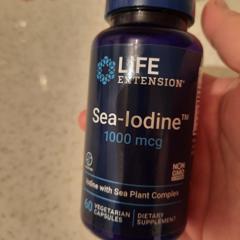 LIFE
EXTENSION®
Sea-Iodine™
1000 mcg
NON
GMO
Iodine with Sea Plant Complex
60 VEGETARIAN
CAPSULES
DIETARY
SUPPLEMENT